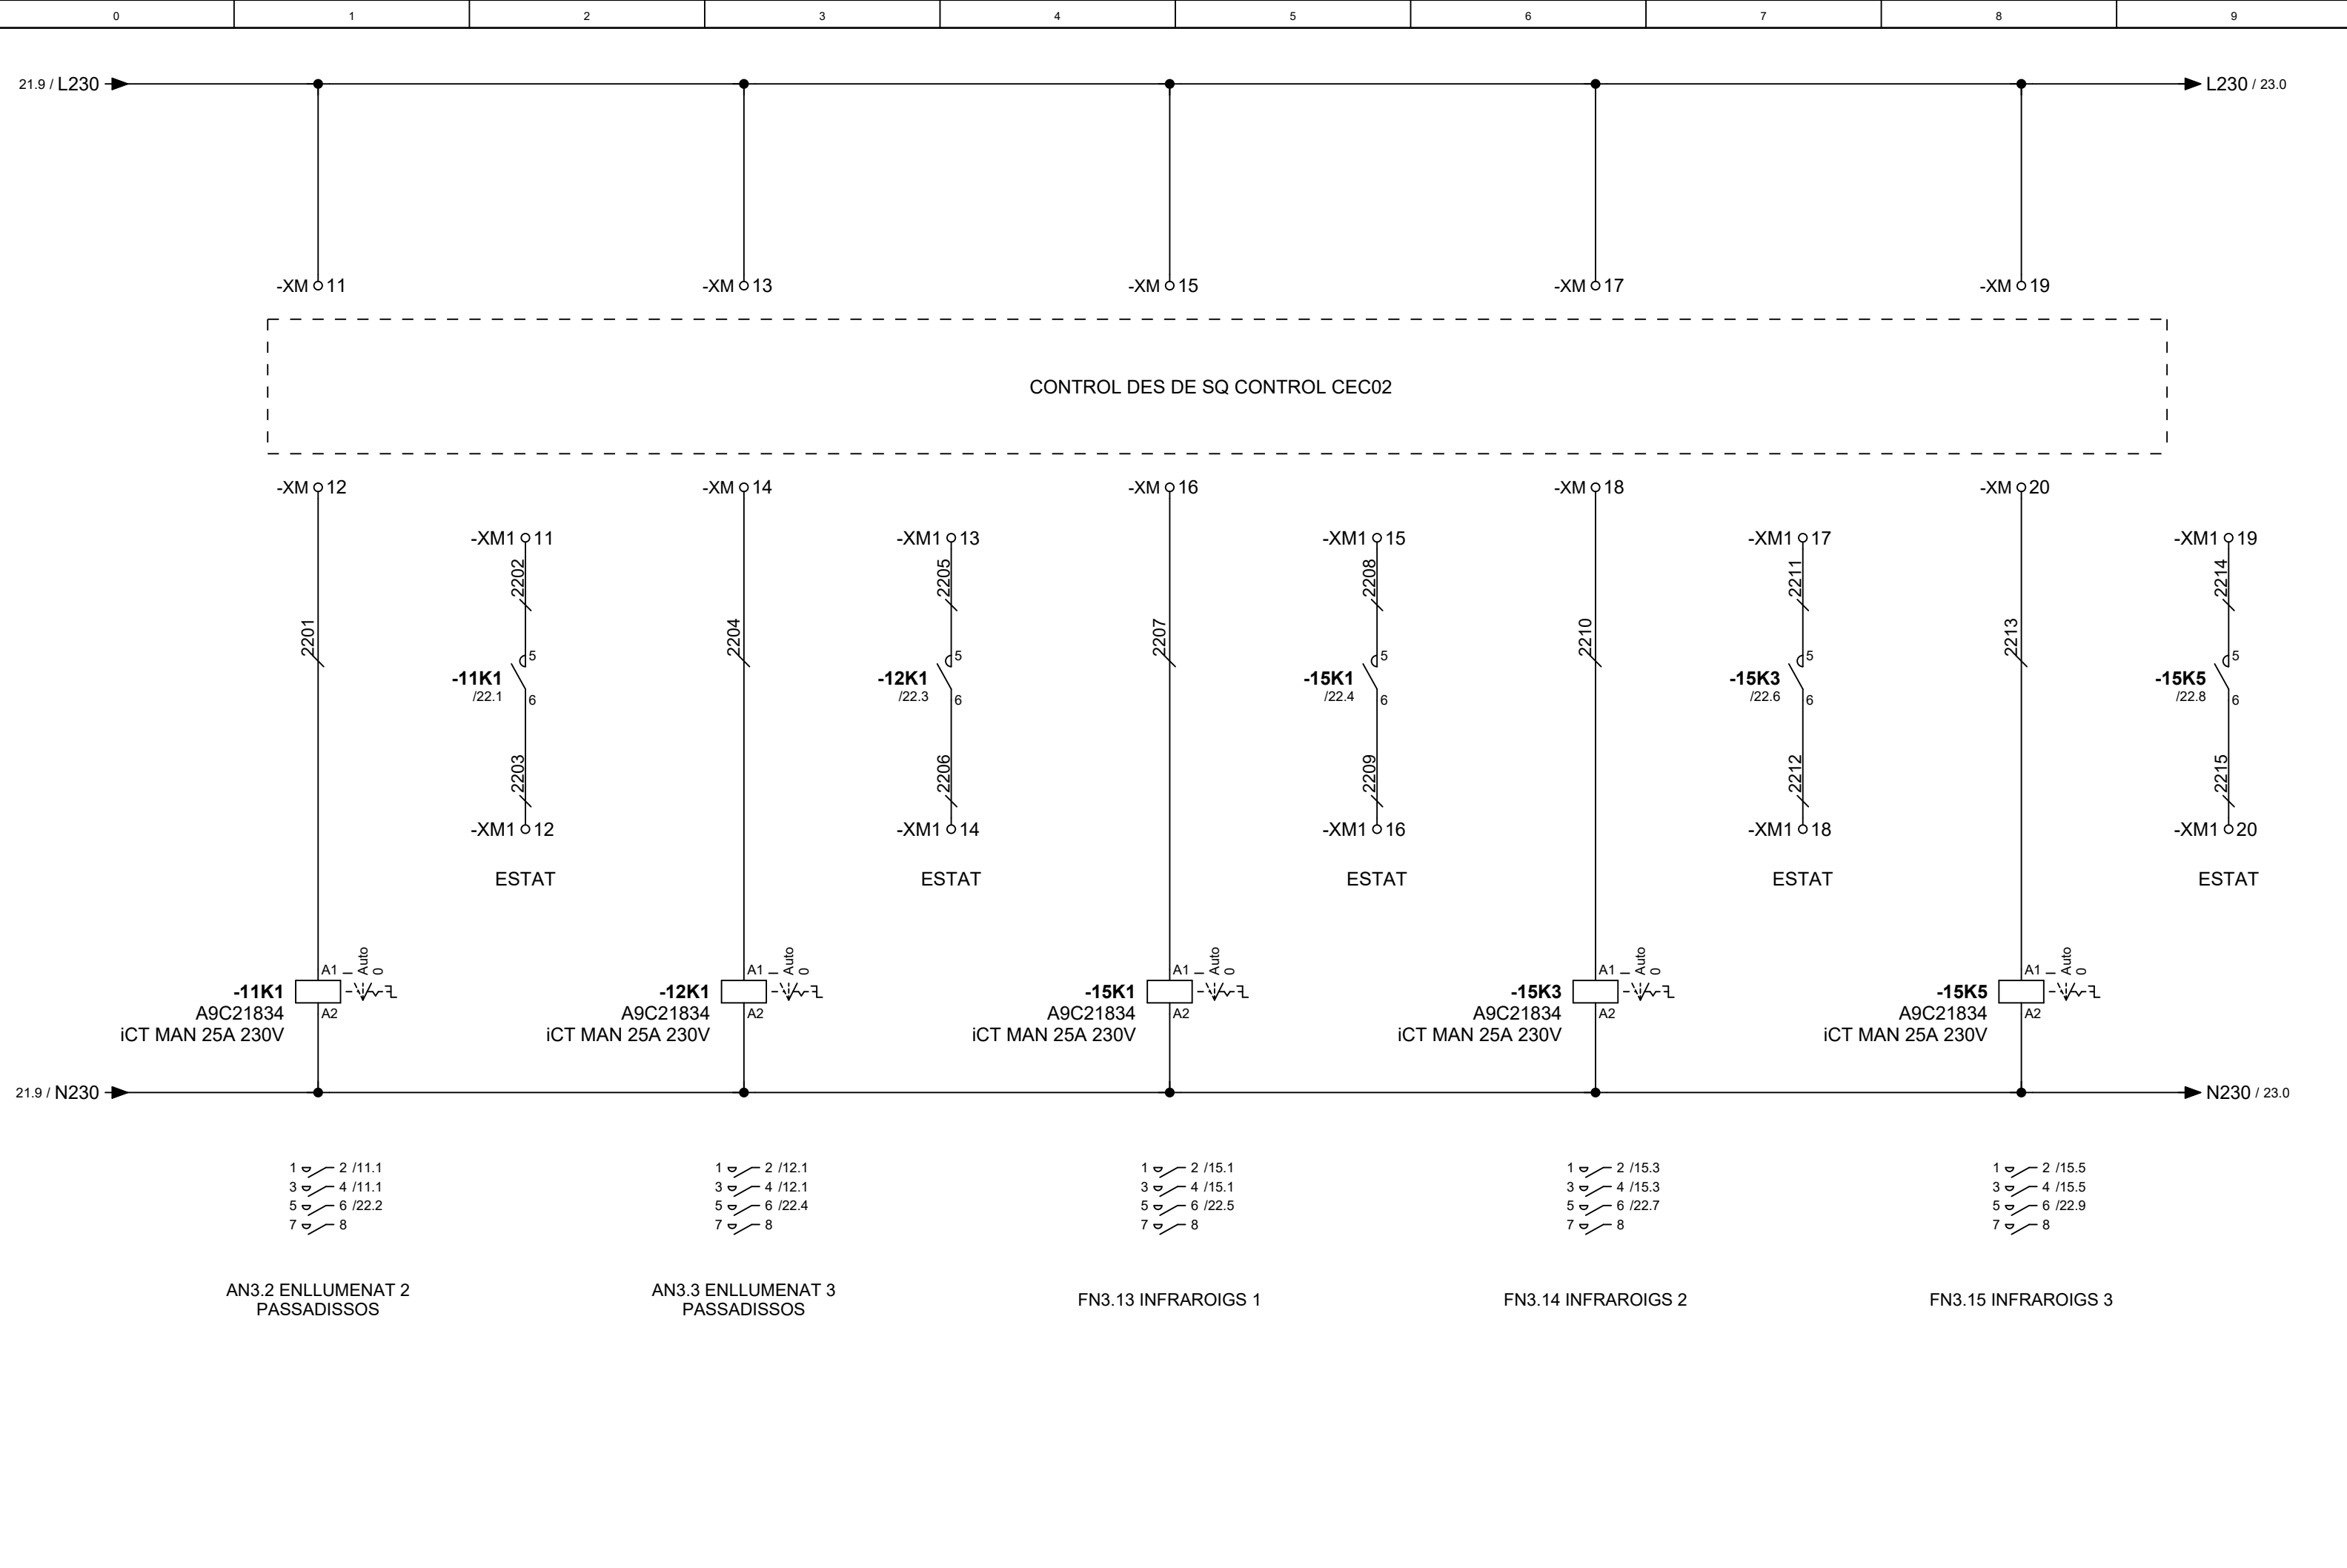 0 1 2 3 4 5 6 7 8 9
21.9 / L230 L230 / 23.0
-XM 11 -XM 13 -XM 15 -XM 17 -XM 19
CONTROL DES DE SQ CONTROL CEC02
-XM 12 -XM 14 -XM 16 -XM 18 -XM 20
-XM1 11 -XM1 13 -XM1 15 -XM1 17 -XM1 19
2202 2205 2208 2211 2214
2201 2204 2207 2210 2213
5 5 5 5 5
-11K1 -12K1 -15K1 -15K3 -15K5
/22.1 /22.3 /22.4 /22.6 /22.8
6 6 6 6 6
2203 2206 2209 2212 2215
-XM1 12 -XM1 14 -XM1 16 -XM1 18 -XM1 20
ESTAT ESTAT ESTAT ESTAT ESTAT
A1 I Auto 0 A1 I Auto 0 A1 I Auto 0 A1 I Auto 0 A1 I Auto 0
-11K1 -12K1 -15K1 -15K3 -15K5
A9C21834 A2 A9C21834 A2 A9C21834 A2 A9C21834 A2 A9C21834 A2
iCT MAN 25A 230V iCT MAN 25A 230V iCT MAN 25A 230V iCT MAN 25A 230V iCT MAN 25A 230V
21.9 / N230 N230 / 23.0
1 2 /11.1 1 2 /12.1 1 2 /15.1 1 2 /15.3 1 2 /15.5
3 4 /11.1 3 4 /12.1 3 4 /15.1 3 4 /15.3 3 4 /15.5
5 6 /22.2 5 6 /22.4 5 6 /22.5 5 6 /22.7 5 6 /22.9
7 8 7 8 7 8 7 8 7 8
AN3.2 ENLLUMENAT 2
PASSADISSOS
AN3.3 ENLLUMENAT 3
PASSADISSOS
FN3.13 INFRAROIGS 1
FN3.14 INFRAROIGS 2
FN3.15 INFRAROIGS 3